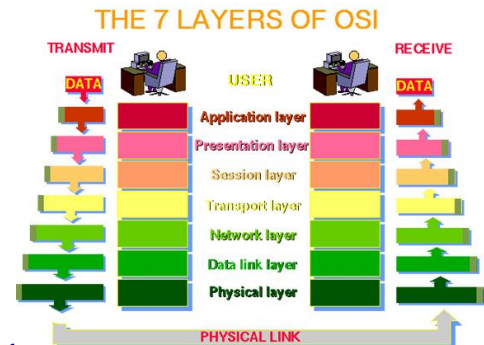 THE 7 LAYERS OF OSI
TRANSMIT
RECEIVE
DATA
USER
DATA
Application layer
Presentation layer
Session layer
Transport layer
Network layer
Data link layer
Physical layer
PHYSICAL LINK